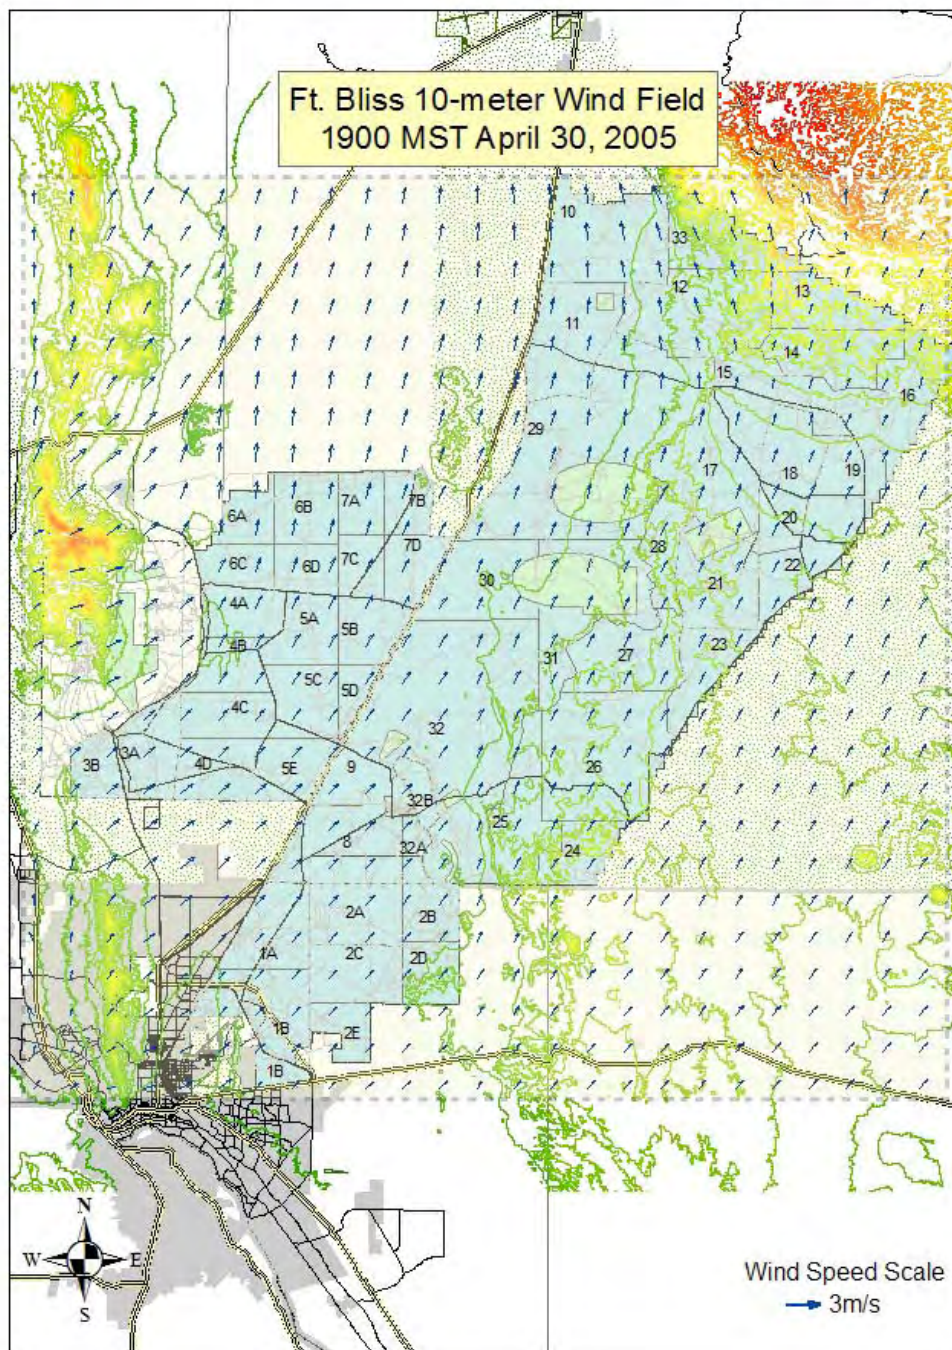 Ft. Bliss 10-meter Wind Field
1900 MST April 30, 2005
10
33
12
13
11
14
15
16
29
17
18
19
6A
6B
7A
7B
20
6C
6D
7C
7D
28
22
30
21
4A
5A
5B
4B
31
27
23
5C
5D
4C
32
3A
3B
4D
5E
9
26
32B
25
8
32A
24
2A
2B
1A
2C
2D
1B
2E
1B
N
W
E
S
Wind Speed Scale
3m/s